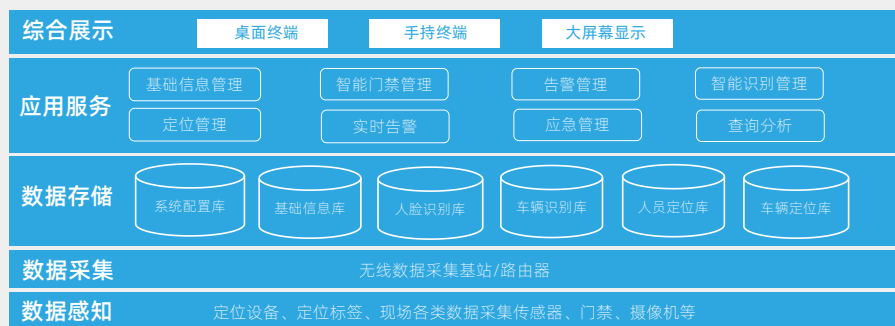 综合展示 桌面终端 手持终端 大屏幕显示
应用服务
基础信息管理 智能门禁管理 告警管理 智能识别管理
定位管理 实时告警 应急管理 查询分析
数据存储 系统配置库 基础信息库 人脸识别库 车辆识别库 人员定位库 车辆定位库
数据采集 无线数据采集基站/路由器
数据感知 定位设备、定位标签、现场各类数据采集传感器、门禁、摄像机等